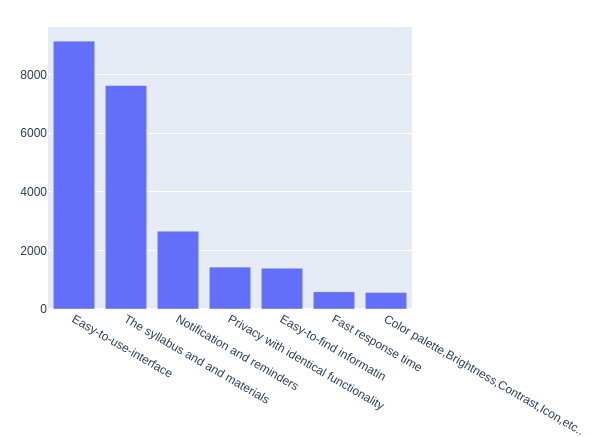 8000
6000
4000
2000
0
Easy-to-use-interface
The syllabus and and materials
Notification and reminders
Privacy with identical functionality
Easy-to-find informatin
Fast response time
Color palette,Brightness,Contrast,Icon,etc..